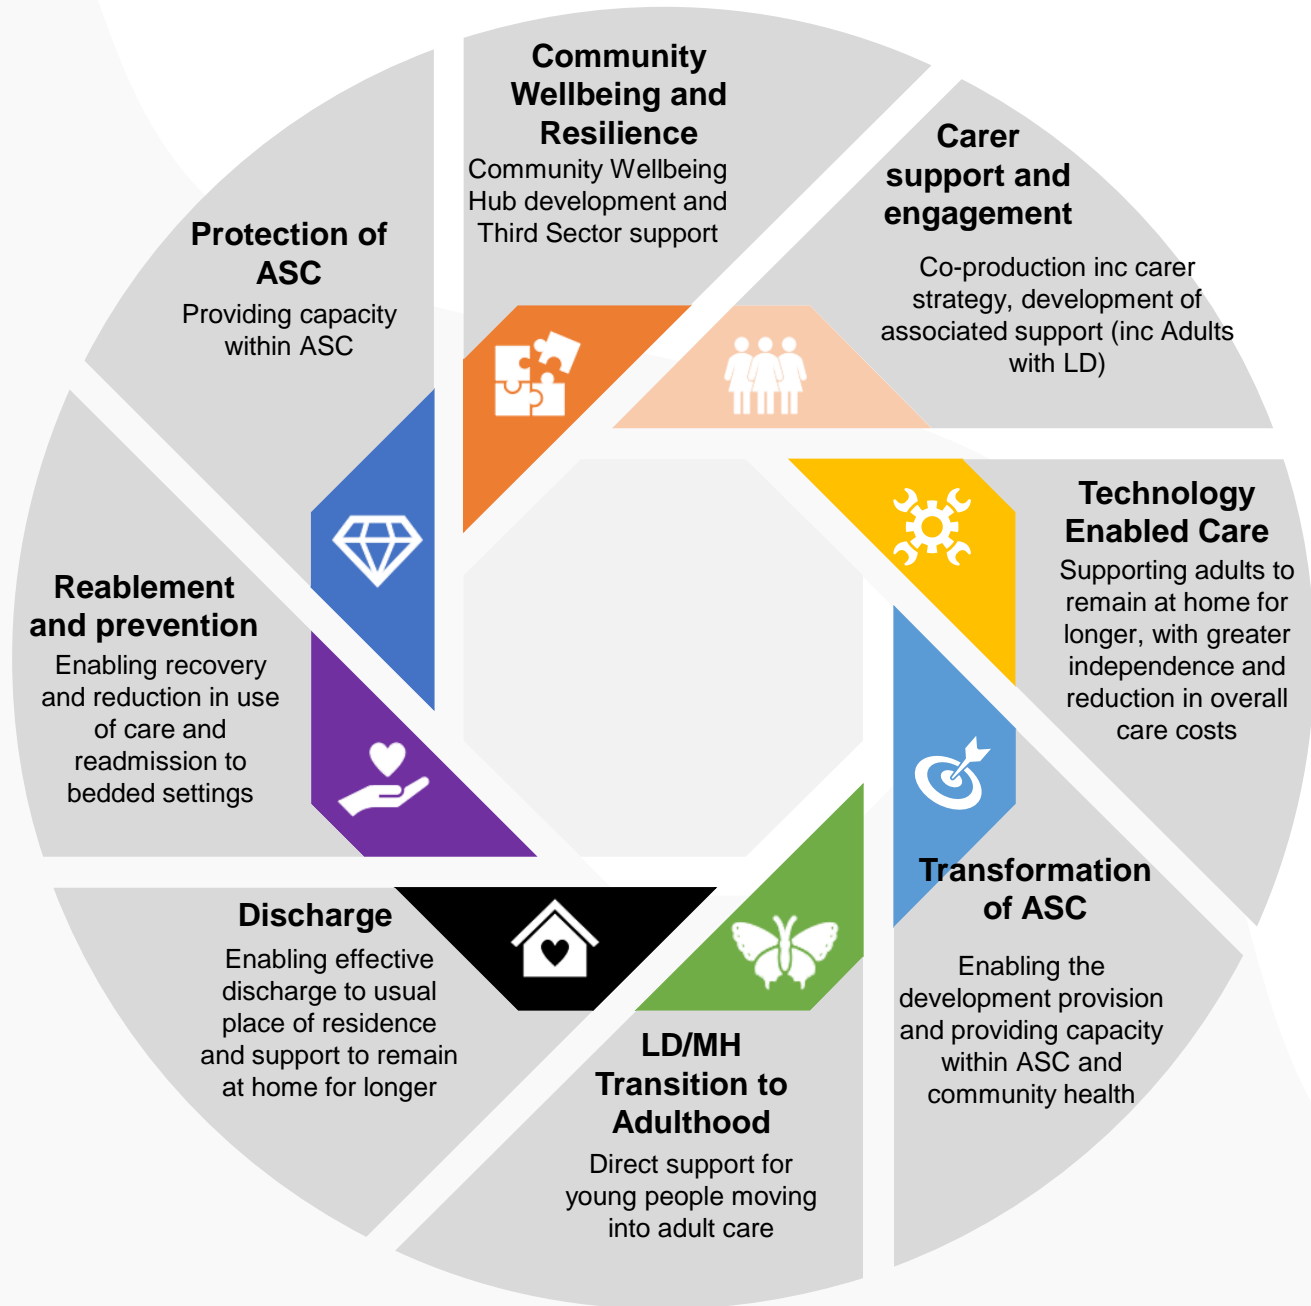 Community
Wellbeing and
Resilience
Community Wellbeing
Hub development and
Third Sector support
Carer
support and
engagement
Co-production inc carer
strategy, development of
associated support (inc Adults
with LD)
Technology
Enabled Care
Supporting adults to
remain at home for
longer, with greater
independence and
reduction in overall
care costs
Transformation
of ASC
Enabling the
development provision
and providing capacity
within ASC and
community health
LD/MH
Transition to
Adulthood
Direct support for
young people moving
into adult care
Discharge
Enabling effective
discharge to usual
place of residence
and support to remain
at home for longer
Reablement
and prevention
Enabling recovery
and reduction in use
of care and
readmission to
bedded settings
Protection of
ASC
Providing capacity
within ASC